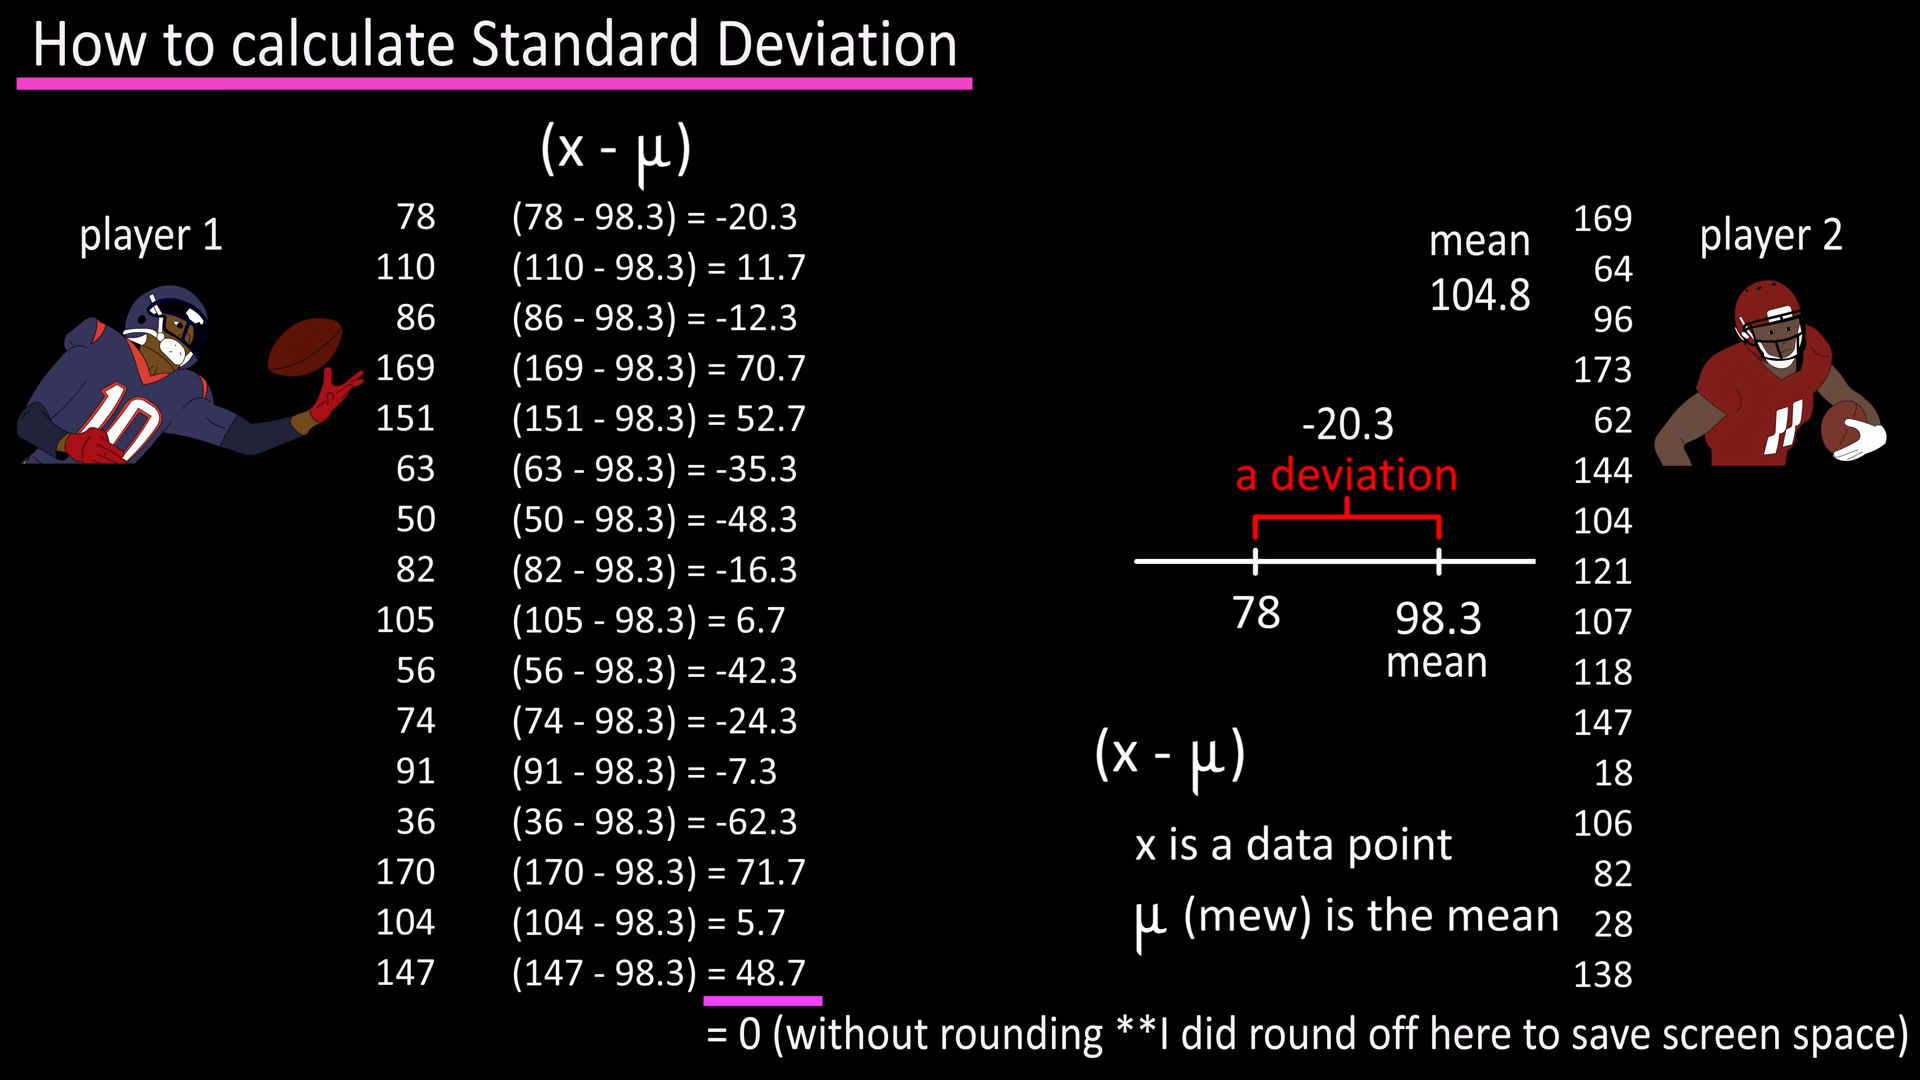 How to calculate Standard Deviation
(x - μ)
player 1
78 (78 - 98.3) = -20.3
110 (110 - 98.3) = 11.7
86 (86 - 98.3) = -12.3
169 (169 - 98.3) = 70.7
151 (151 - 98.3) = 52.7
63 (63 - 98.3) = -35.3
50 (50 - 98.3) = -48.3
82 (82 - 98.3) = -16.3
105 (105 - 98.3) = 6.7
56 (56 - 98.3) = -42.3
74 (74 - 98.3) = -24.3
91 (91 - 98.3) = -7.3
36 (36 - 98.3) = -62.3
170 (170 - 98.3) = 71.7
104 (104 - 98.3) = 5.7
147 (147 - 98.3) = 48.7
= 0 (without rounding **I did round off here to save screen space)
10
mean
104.8
-20.3
a deviation
78
98.3
mean
(x - μ)
x is a data point
μ (mew) is the mean
player 2
169
64
96
173
62
144
104
121
107
118
147
18
106
82
28
138